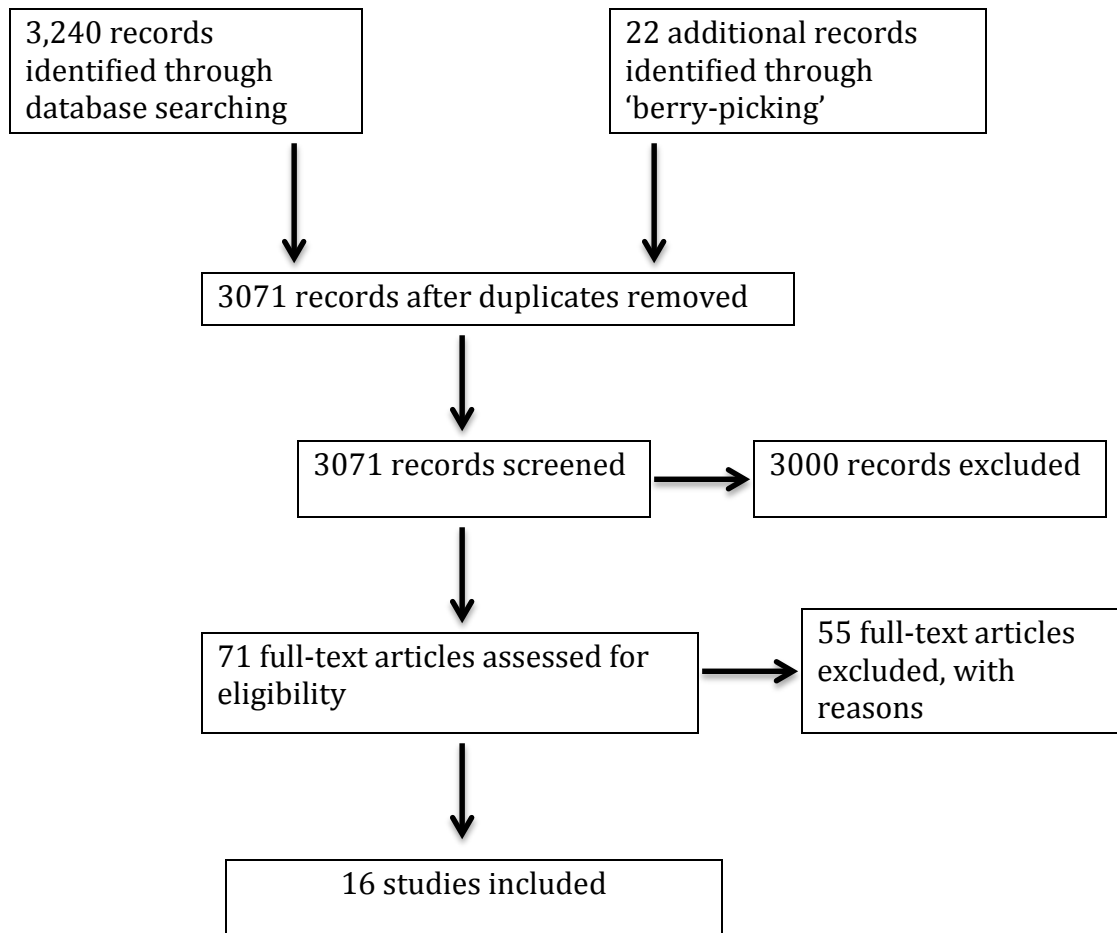 3,240 records
identified through
database searching
22 additional records
identified through
‘berry-picking’
3071 records after duplicates removed
3071 records screened
3000 records excluded
71 full-text articles assessed for
eligibility
55 full-text articles
excluded, with
reasons
16 studies included